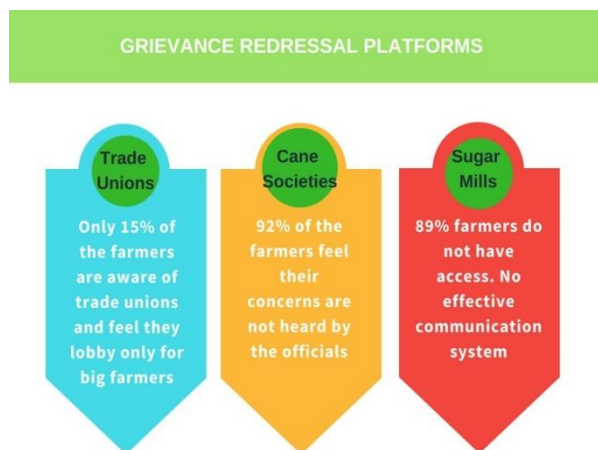 GRIEVANCE REDRESSAL PLATFORMS
Trade
Unions
Only 15% of
the farmers
are aware of
trade unions
and feel they
lobby only for
big farmers
Cane
Societies
92% of the
farmers feel
their
concerns are
not heard by
the officials
Sugar
Mills
89% farmers do
not have
access. No
effective
communication
system